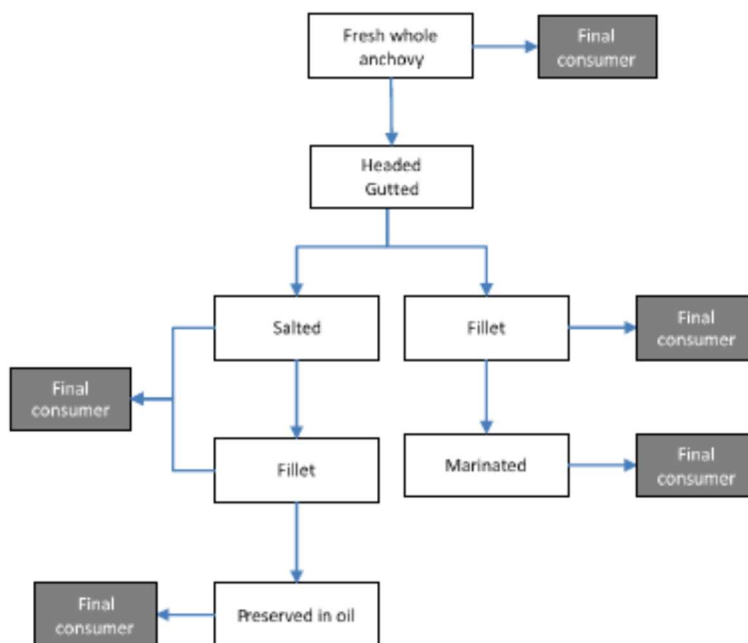 Fresh whole
anchovy
Final
consumer
Headed
Gutted
Salted
Fillet
Final
consumer
Final
consumer
Fillet
Marinated
Final
consumer
Preserved in oil
Final
consumer